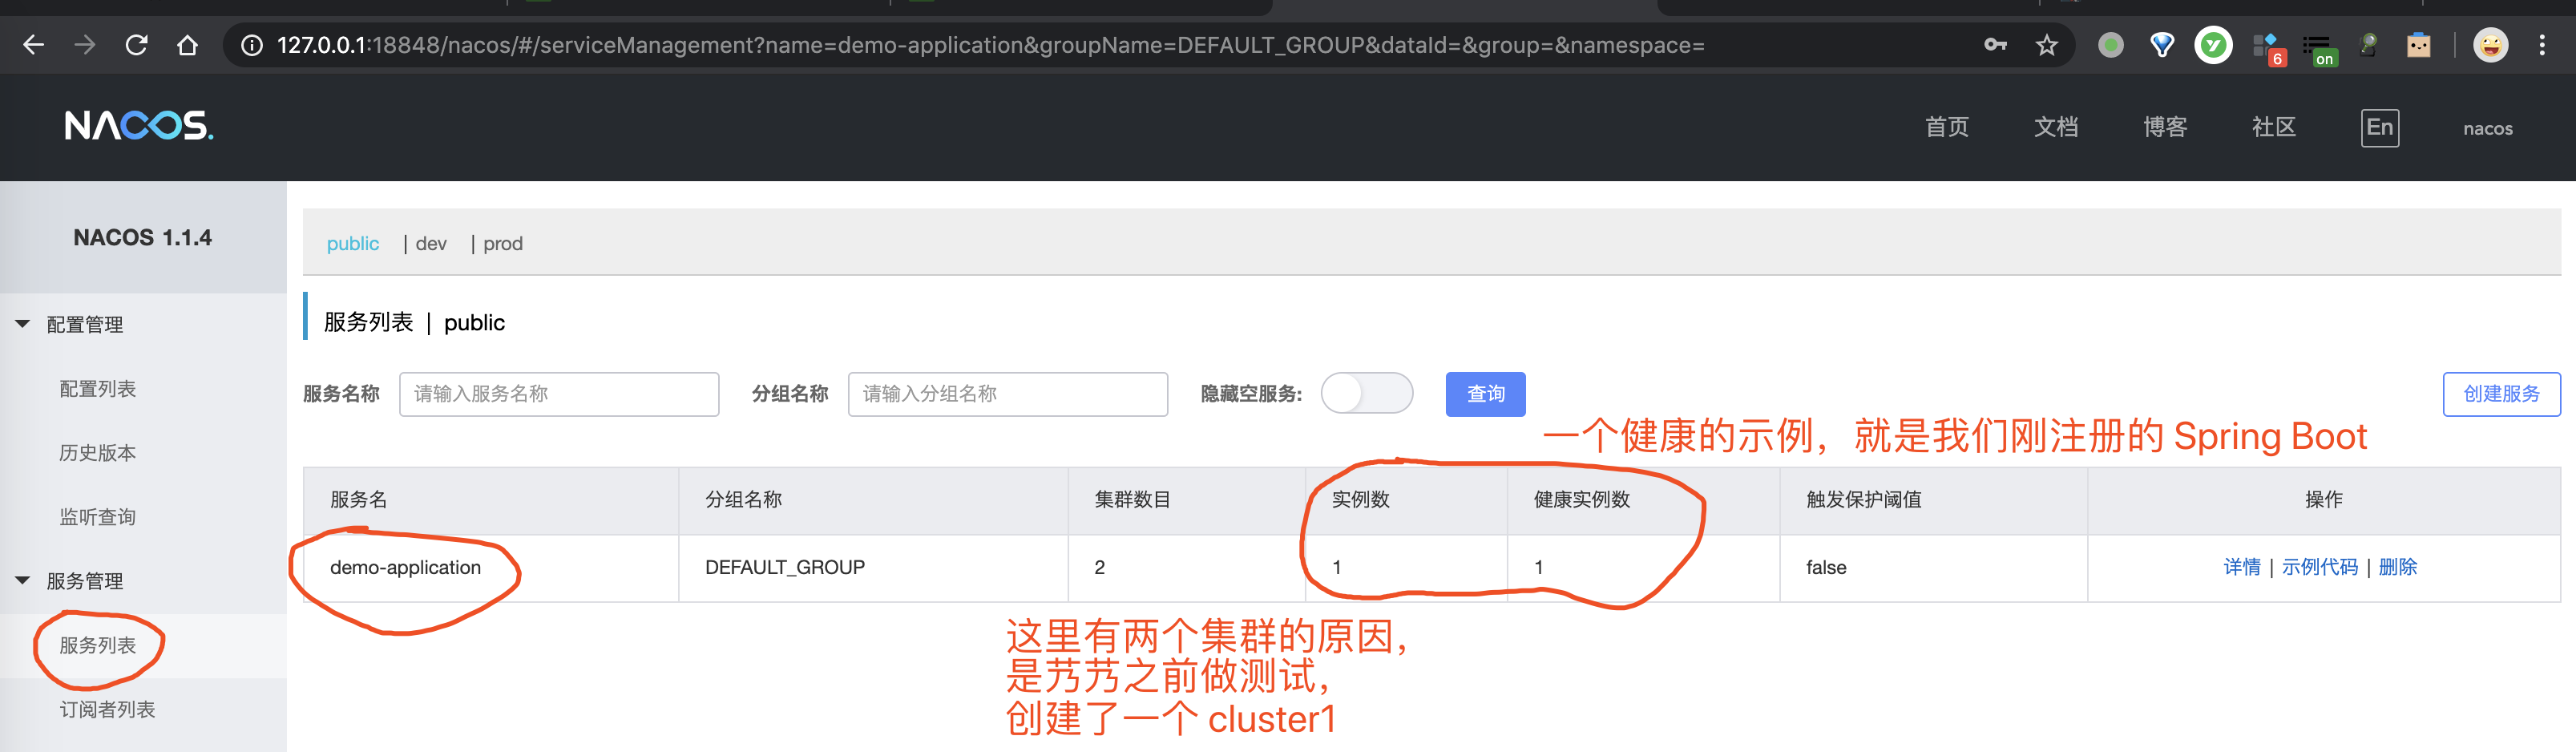 127.0.0.1:18848/nacos/#/serviceManagement?name=demo-application&groupName=DEFAULT_GROUP&dataId=&group=&namespace=
6
on
NACOS.
首页
文档
博客
社区
En
nacos
NACOS 1.1.4
public | dev | prod
配置管理
服务列表 | public
配置列表
服务名称 请输入服务名称 分组名称 请输入分组名称 隐藏空服务: 查询 创建服务
一个健康的示例，就是我们刚注册的 Spring Boot
历史版本
服务名 分组名称 集群数目 实例数 健康实例数 触发保护阈值 操作
监听查询
demo-application DEFAULT_GROUP 2 1 1 false 详情 | 示例代码 | 删除
服务管理
服务列表
这里有两个集群的原因，
是艿艿之前做测试，
创建了一个 cluster1
订阅者列表